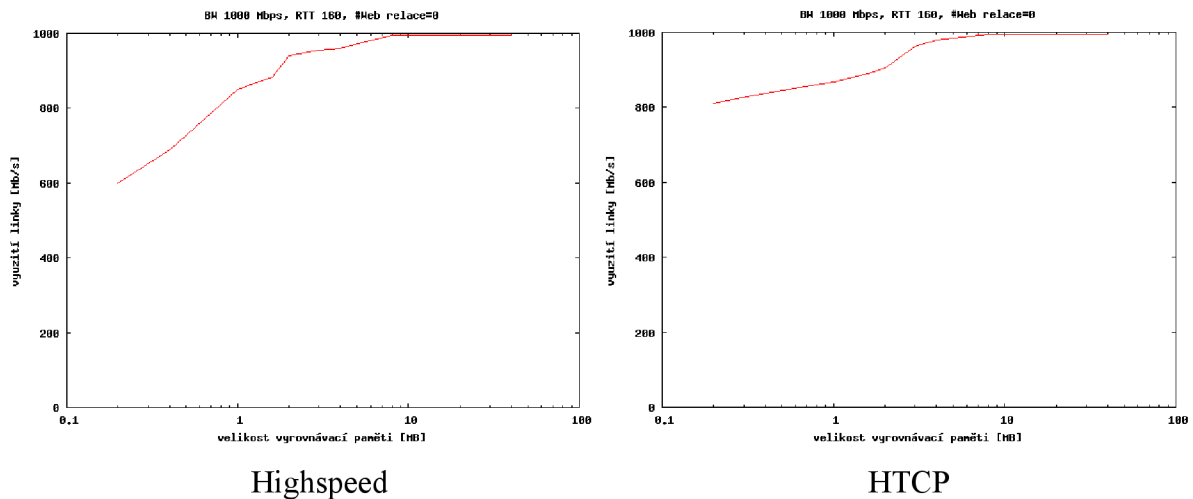 BW 1000 Mbps, RTT 160, #Web relace=0
1000
800
600
400
200
0
využití linky [Mb/s]
0.1
1
10
100
velikost vyrovnávací paměti [MB]
Highspeed
BW 1000 Mbps, RTT 160, #Web relace=0
1000
800
600
400
200
0
využití linky [Mb/s]
0.1
1
10
100
velikost vyrovnávací paměti [MB]
HTCP